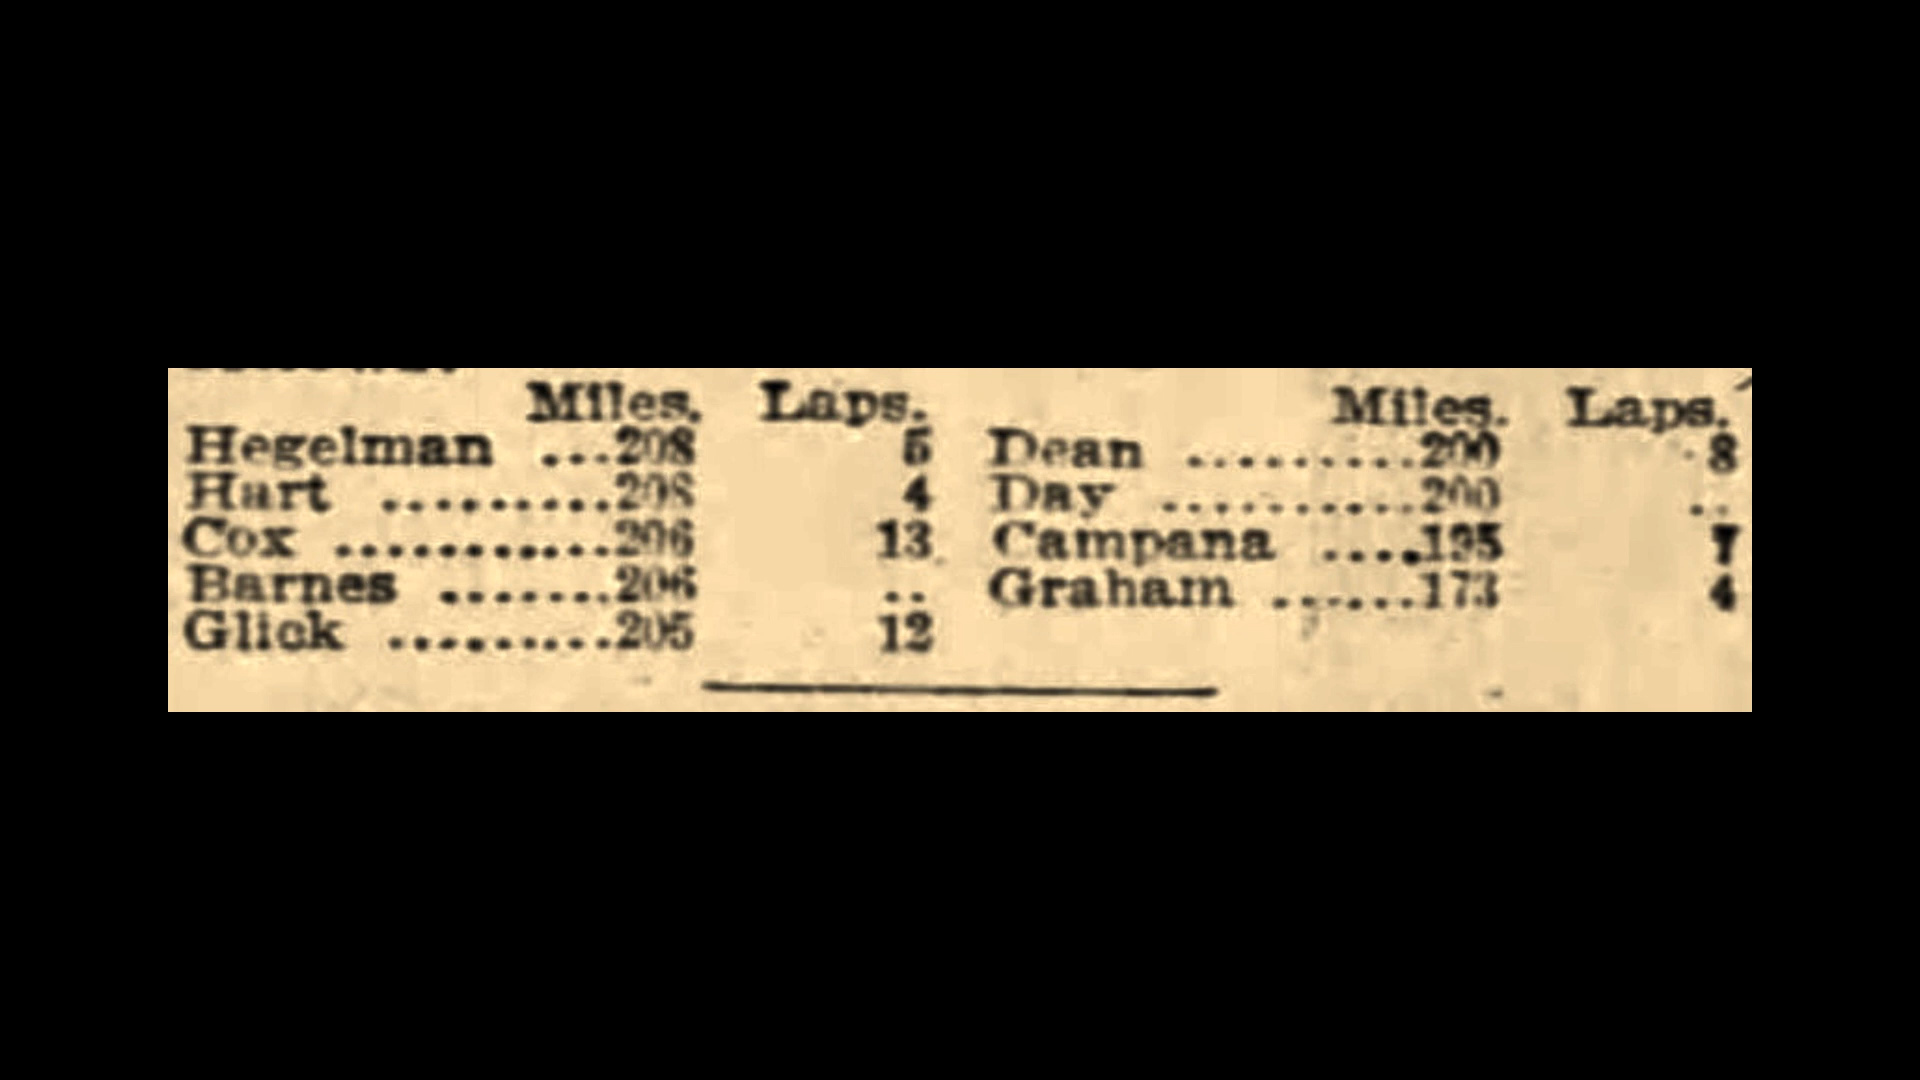 Miles. Laps. Miles. Laps.
Hegelman ...208 5 Dean .........200 8
Hart .........208 4 Day ..........200 ..
Cox ...........206 13 Campana ....195 7
Barnes .......206 .. Graham ......173 4
Glick .........205 12